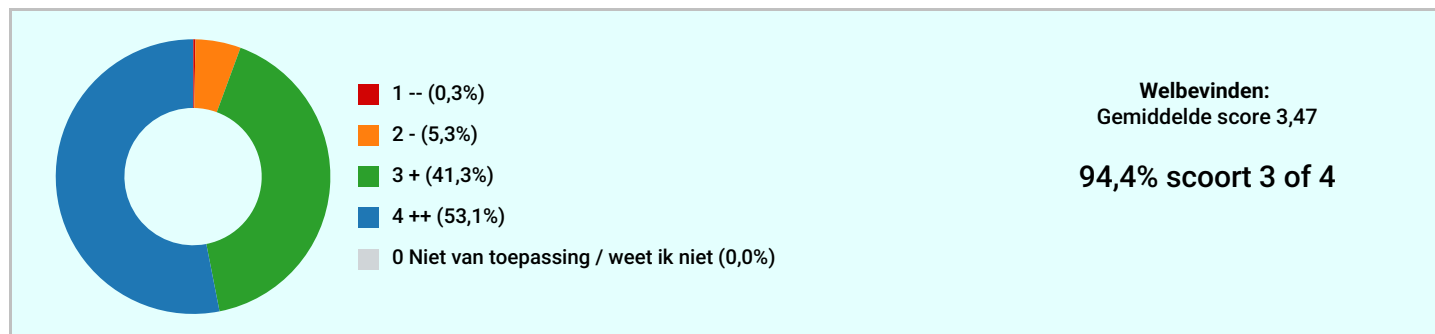 1 -- (0,3%)
2 - (5,3%)
3 + (41,3%)
4 ++ (53,1%)
0 Niet van toepassing / weet ik niet (0,0%)
Welbevinden:
Gemiddelde score 3,47
94,4% scoort 3 of 4